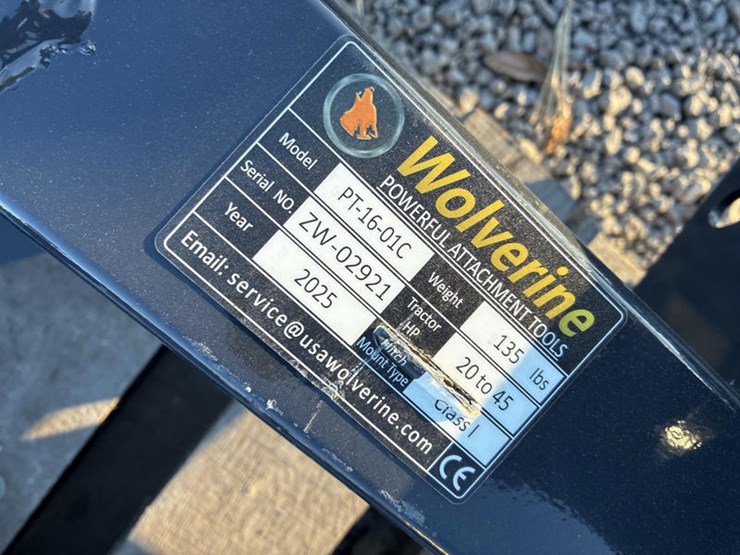 Wolverine
POWERFUL ATTACHMENT TOOLS
Model PT-16-01C Weight 135 lbs
Serial NO. ZW-02921 Tractor HP 20 to 45
Year 2025 Hitch Mount Type Class I
Email: service@usawolverine.com CE